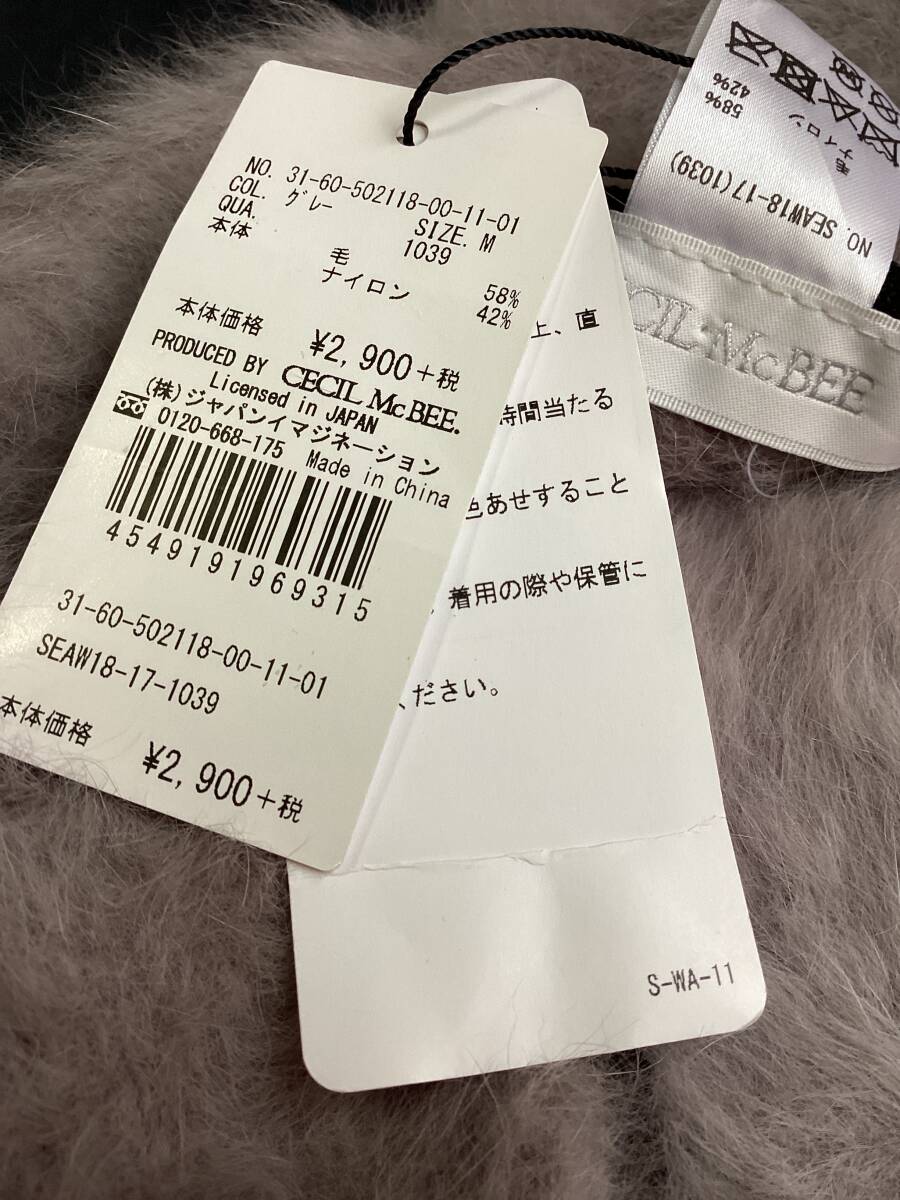 NO. 31-60-502118-00-11-01
COL. グレー SIZE. M
QUA. 1039
本体 毛 58%
ナイロン 42%
本体価格 ¥2,900+税
PRODUCED BY CECIL McBEE.
Licensed in JAPAN
(株)ジャパンイマジネーション
0120-668-175 Made in China
4549191969315
31-60-502118-00-11-01
SEAW18-17-1039
本体価格 ¥2,900+税
上、直
時間当たる
色あせすること
、着用の際や保管に
ください。
S-WA-11
毛 58%
ナイロン 42%
NO. SEAW18-17(1039)
CECIL McBEE